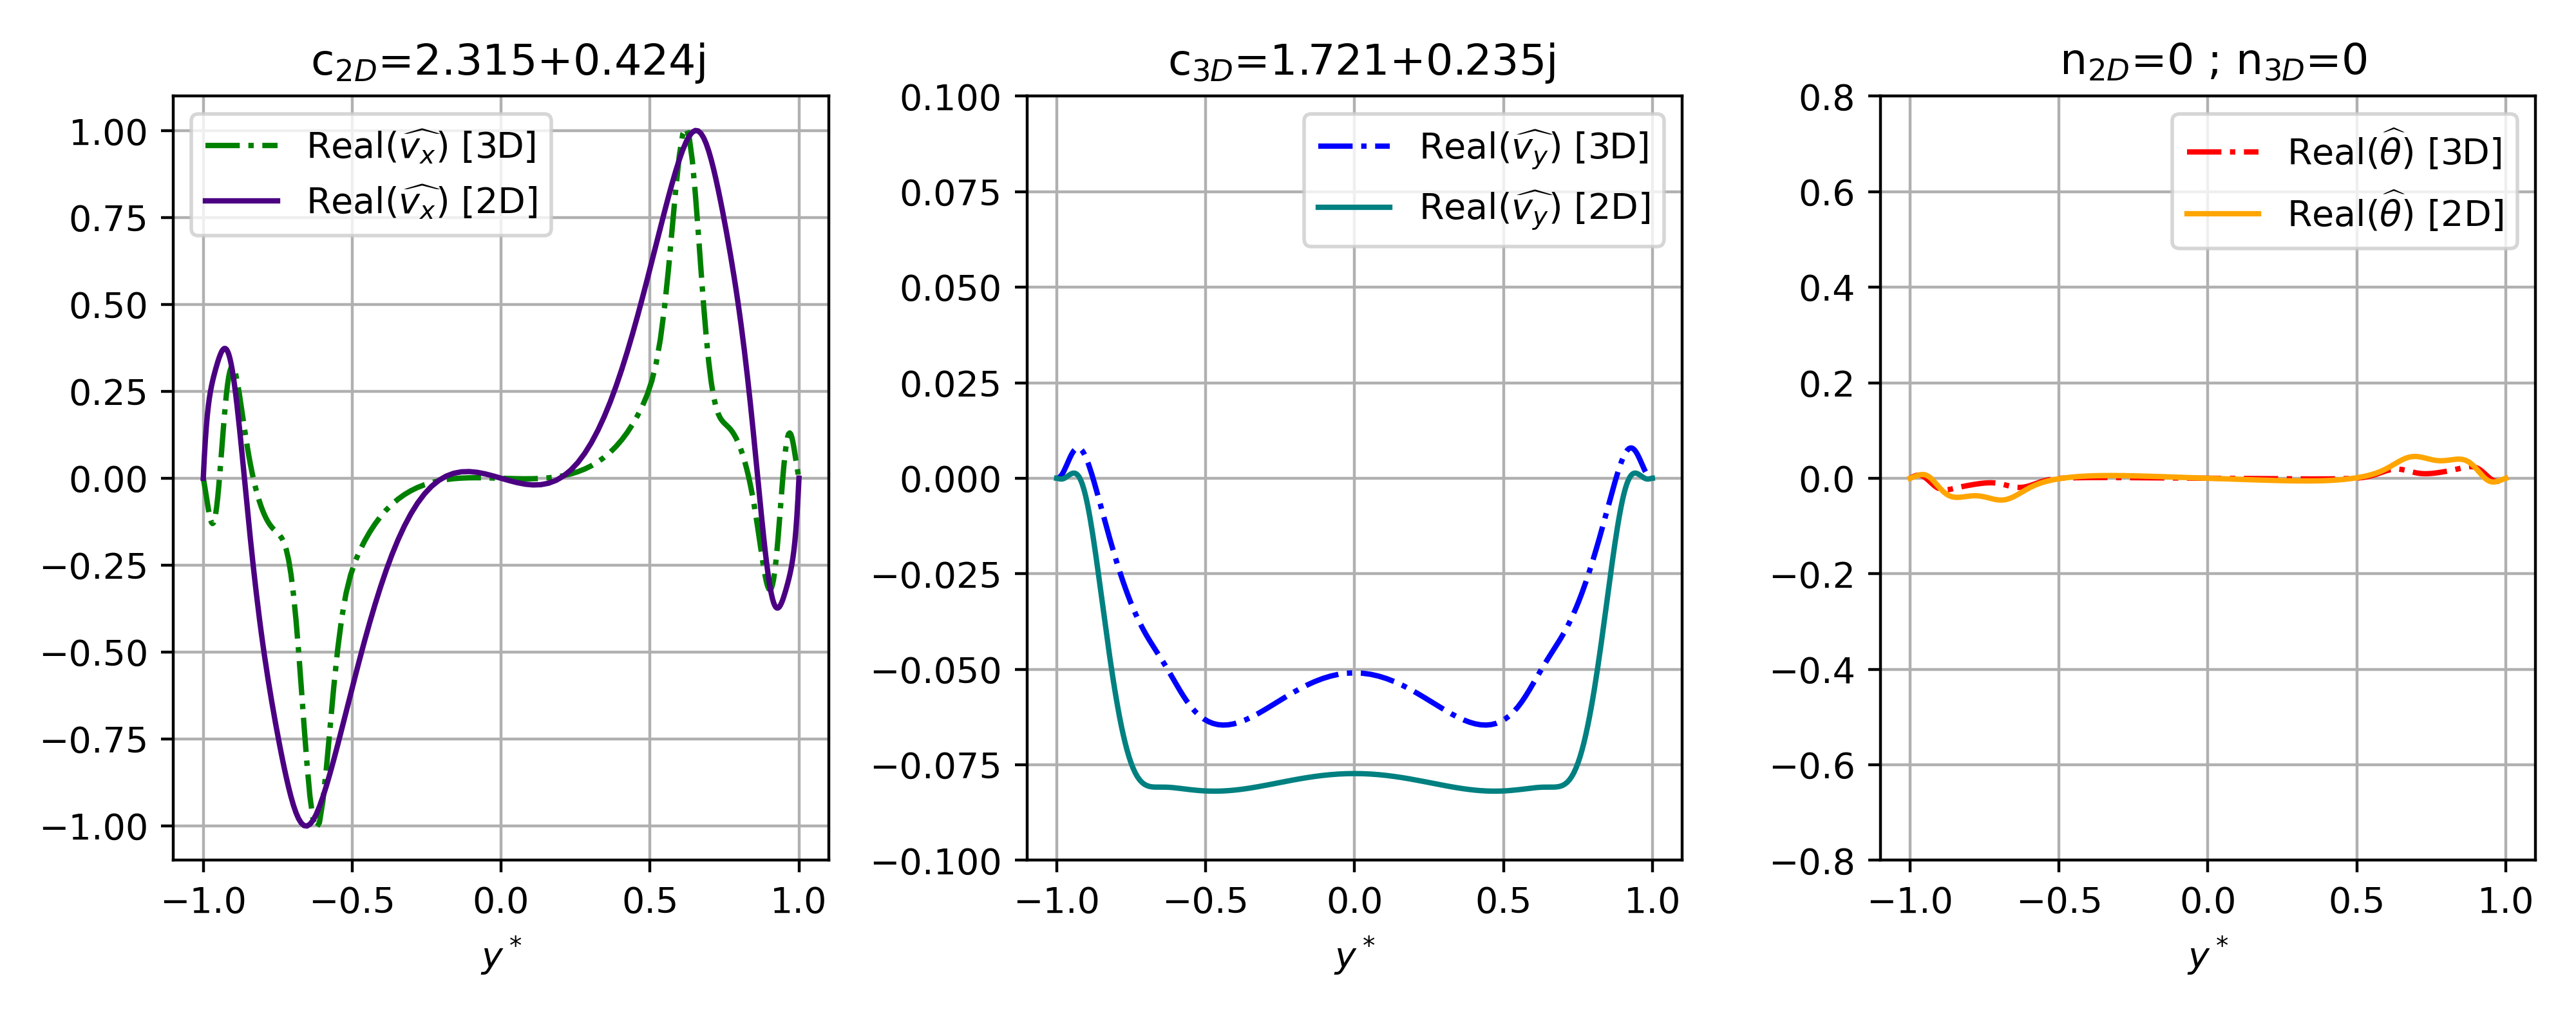 c2D=2.315+0.424j
1.00
0.75
0.50
0.25
0.00
−0.25
−0.50
−0.75
−1.00
Real(v̂x) [3D]
Real(v̂x) [2D]
−1.0 −0.5 0.0 0.5 1.0
y*
c3D=1.721+0.235j
0.100
0.075
0.050
0.025
0.000
−0.025
−0.050
−0.075
−0.100
Real(v̂y) [3D]
Real(v̂y) [2D]
−1.0 −0.5 0.0 0.5 1.0
y*
n2D=0 ; n3D=0
0.8
0.6
0.4
0.2
0.0
−0.2
−0.4
−0.6
−0.8
Real(θ̂) [3D]
Real(θ̂) [2D]
−1.0 −0.5 0.0 0.5 1.0
y*